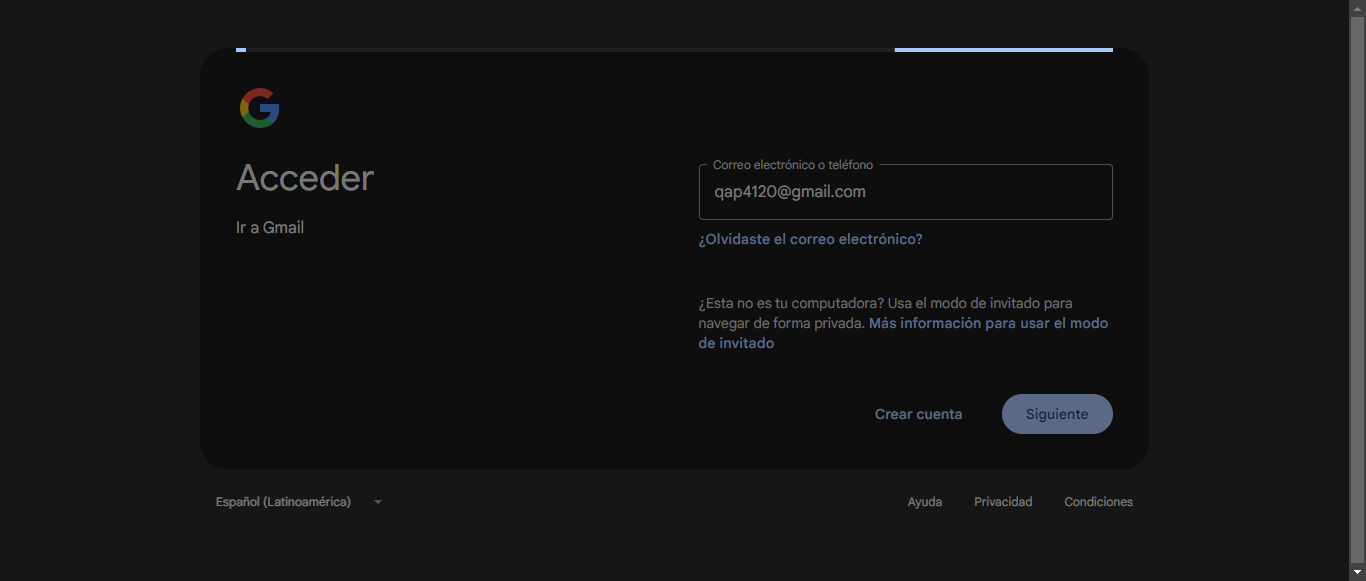 Acceder
Ir a Gmail
Correo electrónico o teléfono
qap4120@gmail.com
¿Olvidaste el correo electrónico?
¿Esta no es tu computadora? Usa el modo de invitado para
navegar de forma privada. Más información para usar el modo
de invitado
Crear cuenta
Siguiente
Español (Latinoamérica)
Ayuda
Privacidad
Condiciones